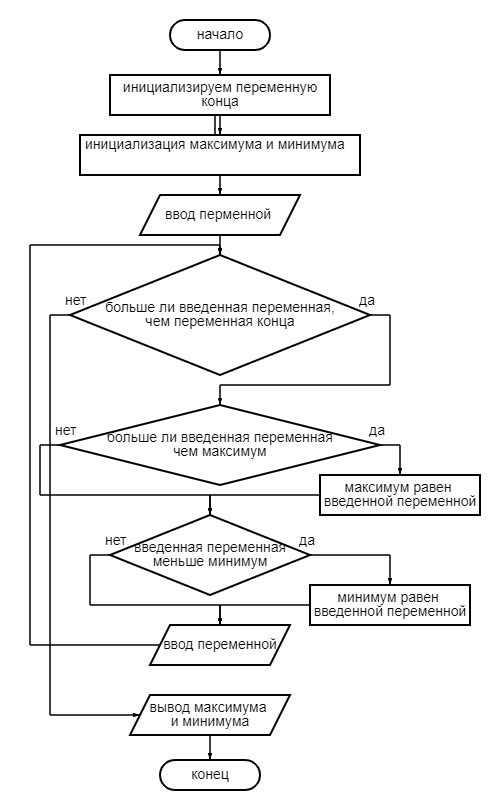 начало
инициализируем переменную
конца
инициализация максимума и минимума
ввод перменной
нет
да
больше ли введенная переменная,
чем переменная конца
нет
да
больше ли введенная переменная
чем максимум
максимум равен
введенной переменной
нет
да
введенная переменная
меньше минимум
минимум равен
введенной переменной
ввод переменной
вывод максимума
и минимума
конец